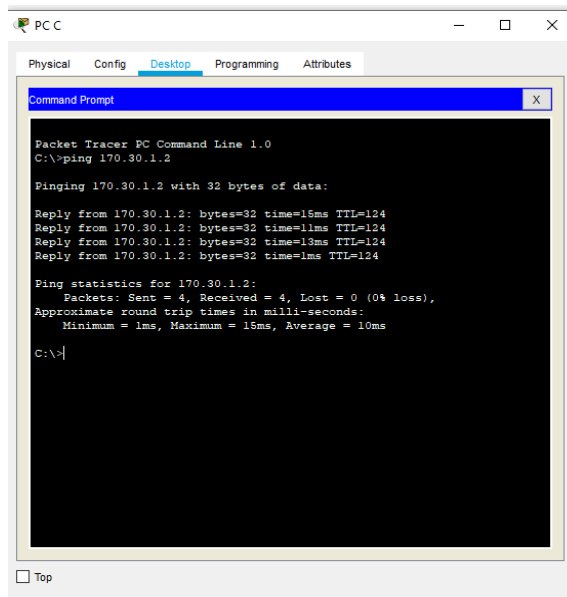 PC C
Physical Config Desktop Programming Attributes
Command Prompt X
Packet Tracer PC Command Line 1.0
C:\>ping 170.30.1.2
Pinging 170.30.1.2 with 32 bytes of data:
Reply from 170.30.1.2: bytes=32 time=15ms TTL=124
Reply from 170.30.1.2: bytes=32 time=11ms TTL=124
Reply from 170.30.1.2: bytes=32 time=13ms TTL=124
Reply from 170.30.1.2: bytes=32 time=1ms TTL=124
Ping statistics for 170.30.1.2:
Packets: Sent = 4, Received = 4, Lost = 0 (0% loss),
Approximate round trip times in milli-seconds:
Minimum = 1ms, Maximum = 15ms, Average = 10ms
C:\>
Top